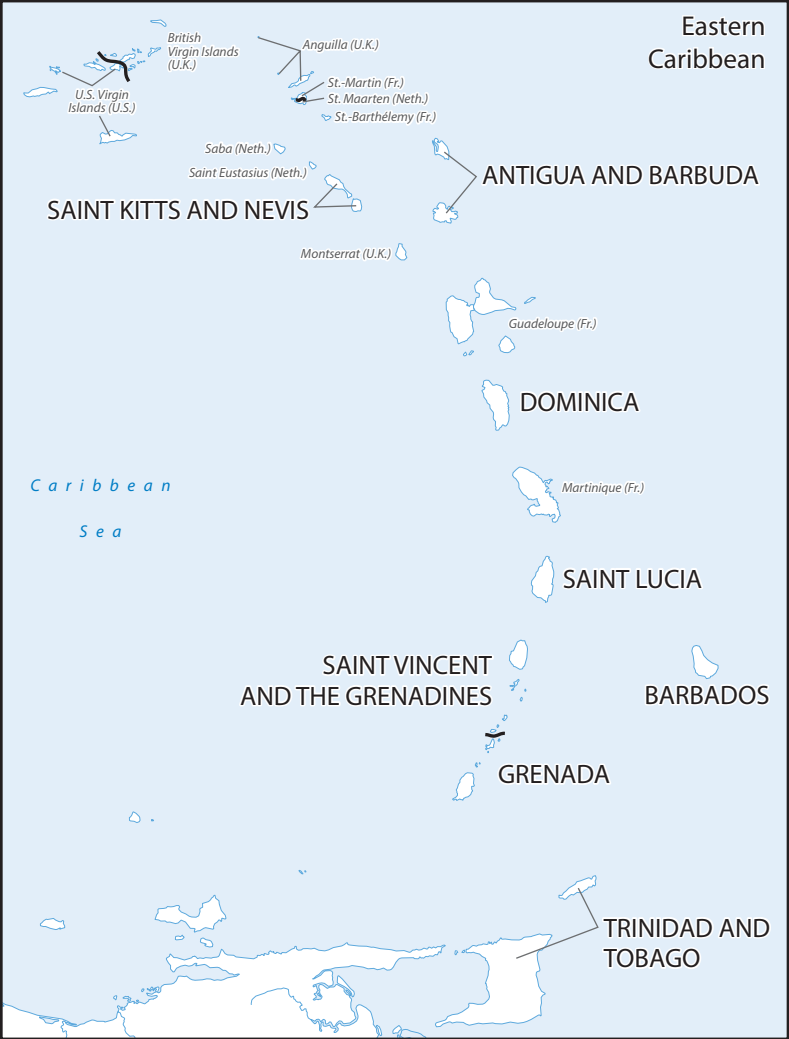 Eastern
Caribbean
British
Virgin Islands
(U.K.)
Anguilla (U.K.)
St.-Martin (Fr.)
St. Maarten (Neth.)
St.-Barthélemy (Fr.)
U.S. Virgin
Islands (U.S.)
Saba (Neth.)
Saint Eustasius (Neth.)
ANTIGUA AND BARBUDA
SAINT KITTS AND NEVIS
Montserrat (U.K.)
Guadeloupe (Fr.)
DOMINICA
Caribbean
Sea
Martinique (Fr.)
SAINT LUCIA
SAINT VINCENT
AND THE GRENADINES
BARBADOS
GRENADA
TRINIDAD AND
TOBAGO